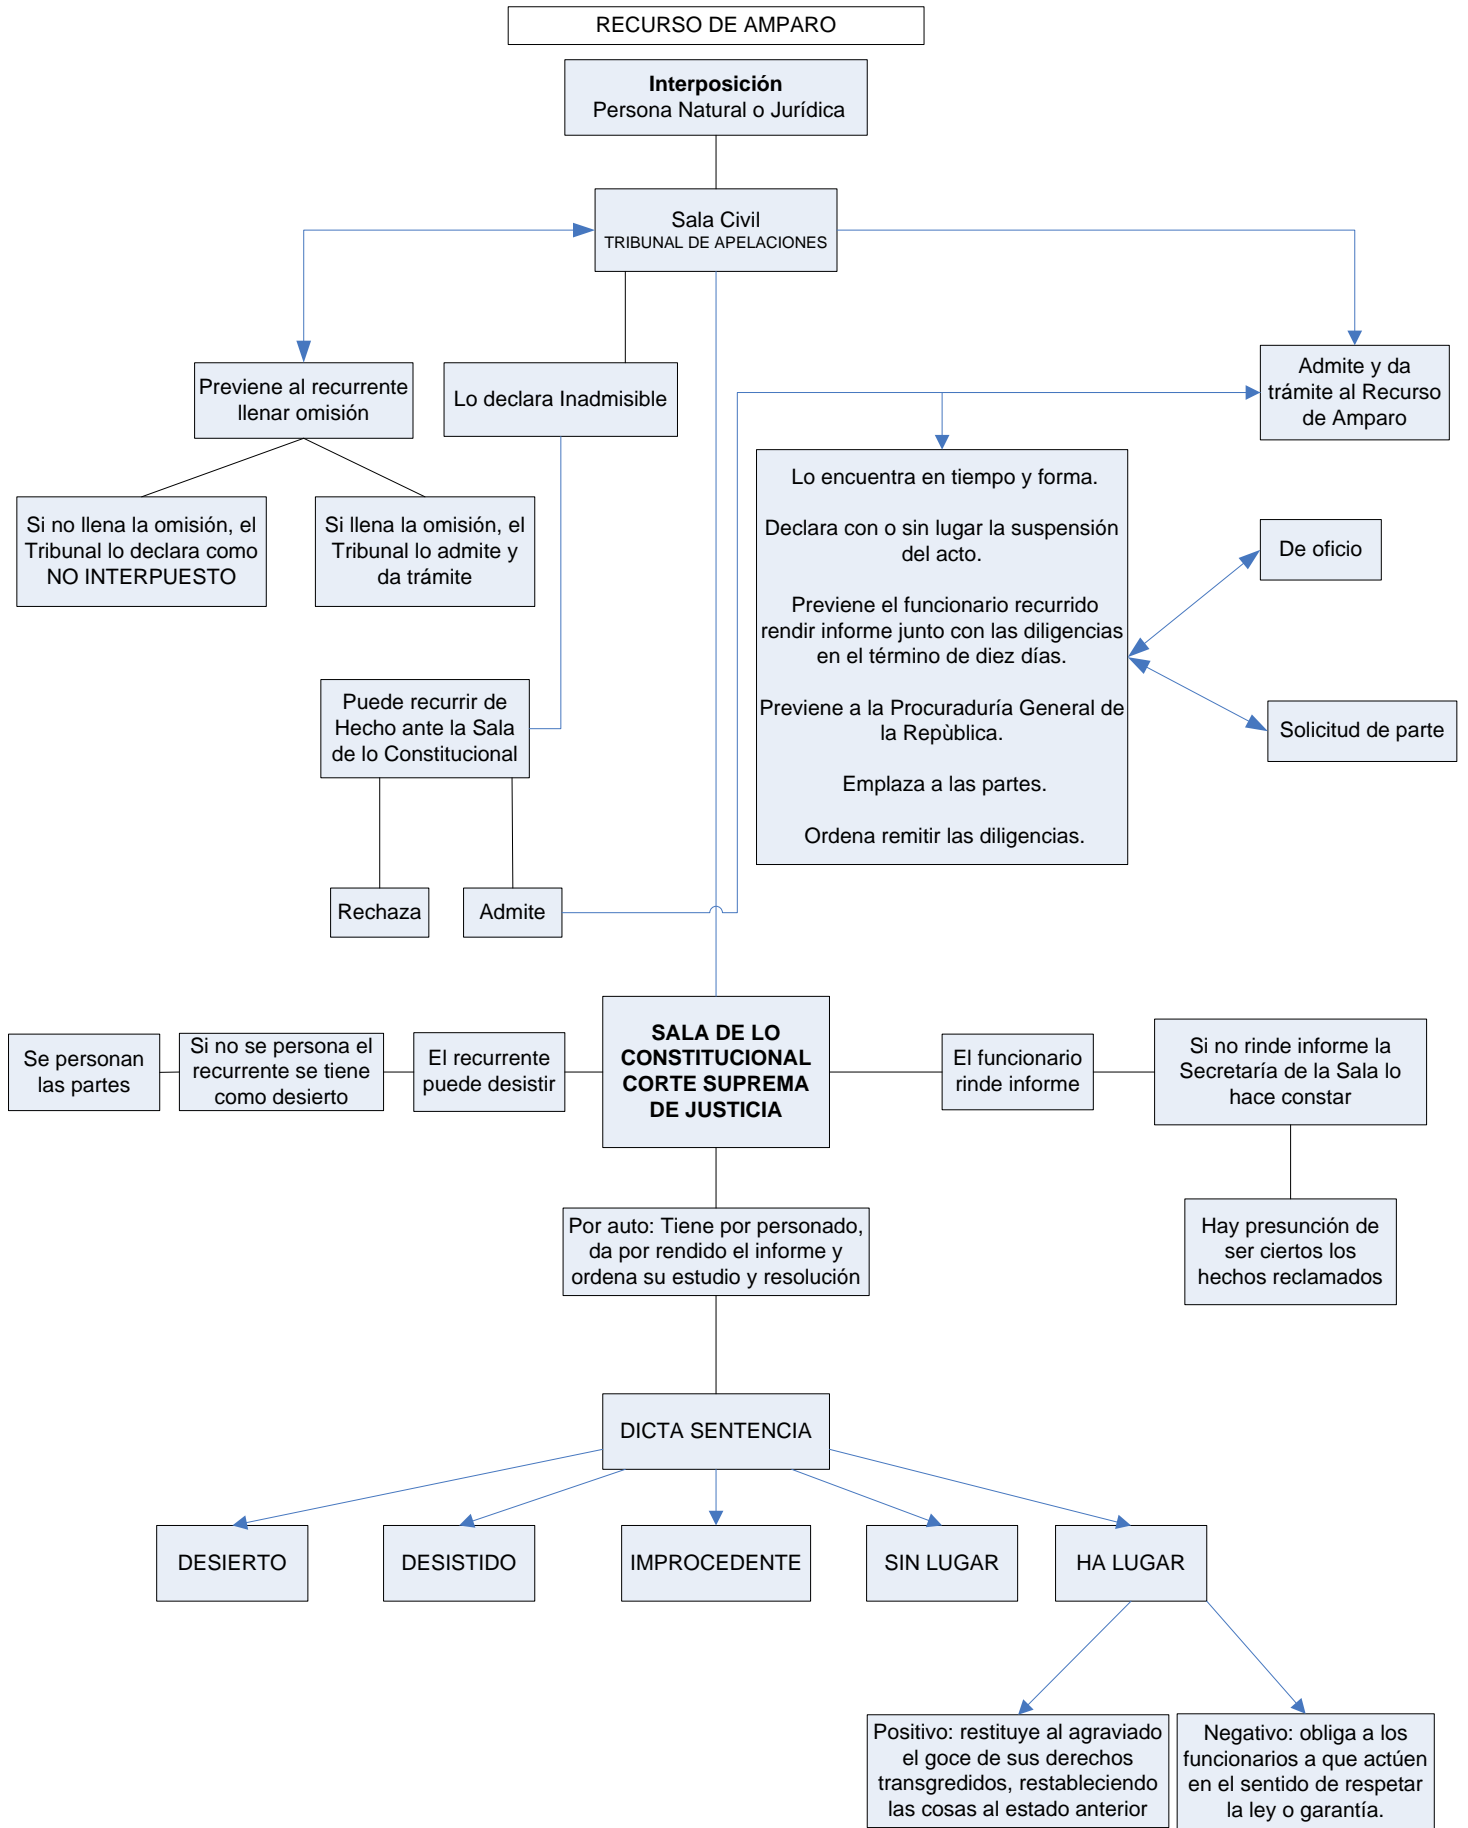 RECURSO DE AMPARO
Interposición
Persona Natural o Jurídica
Sala Civil
TRIBUNAL DE APELACIONES
Previene al recurrente
llenar omisión
Lo declara Inadmisible
Admite y da
trámite al Recurso
de Amparo
Si no llena la omisión, el
Tribunal lo declara como
NO INTERPUESTO
Si llena la omisión, el
Tribunal lo admite y
da trámite
Lo encuentra en tiempo y forma.
Declara con o sin lugar la suspensión
del acto.
Previene el funcionario recurrido
rendir informe junto con las diligencias
en el término de diez días.
Previene a la Procuraduría General de
la Repùblica.
Emplaza a las partes.
Ordena remitir las diligencias.
De oficio
Solicitud de parte
Puede recurrir de
Hecho ante la Sala
de lo Constitucional
Rechaza
Admite
Se personan
las partes
Si no se persona el
recurrente se tiene
como desierto
El recurrente
puede desistir
SALA DE LO
CONSTITUCIONAL
CORTE SUPREMA
DE JUSTICIA
El funcionario
rinde informe
Si no rinde informe la
Secretaría de la Sala lo
hace constar
Por auto: Tiene por personado,
da por rendido el informe y
ordena su estudio y resolución
Hay presunción de
ser ciertos los
hechos reclamados
DICTA SENTENCIA
DESIERTO
DESISTIDO
IMPROCEDENTE
SIN LUGAR
HA LUGAR
Positivo: restituye al agraviado
el goce de sus derechos
transgredidos, restableciendo
las cosas al estado anterior
Negativo: obliga a los
funcionarios a que actúen
en el sentido de respetar
la ley o garantía.